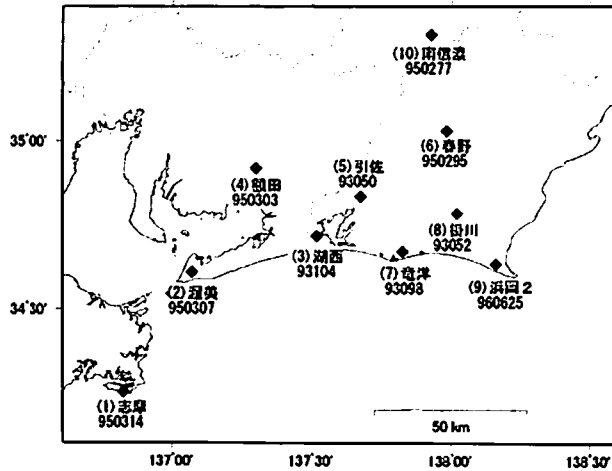 (10) 南信濃
950277
35°00'
(6) 春野
950295
(5) 引佐
93050
(4) 額田
950303
(8) 掛川
93052
(3) 湖西
93104
(7) 竜洋
93098
(9) 浜岡2
960625
(2) 渥美
950307
34°30'
(1) 志摩
950314
50 km
137°00'
137°30'
138°00'
138°30'